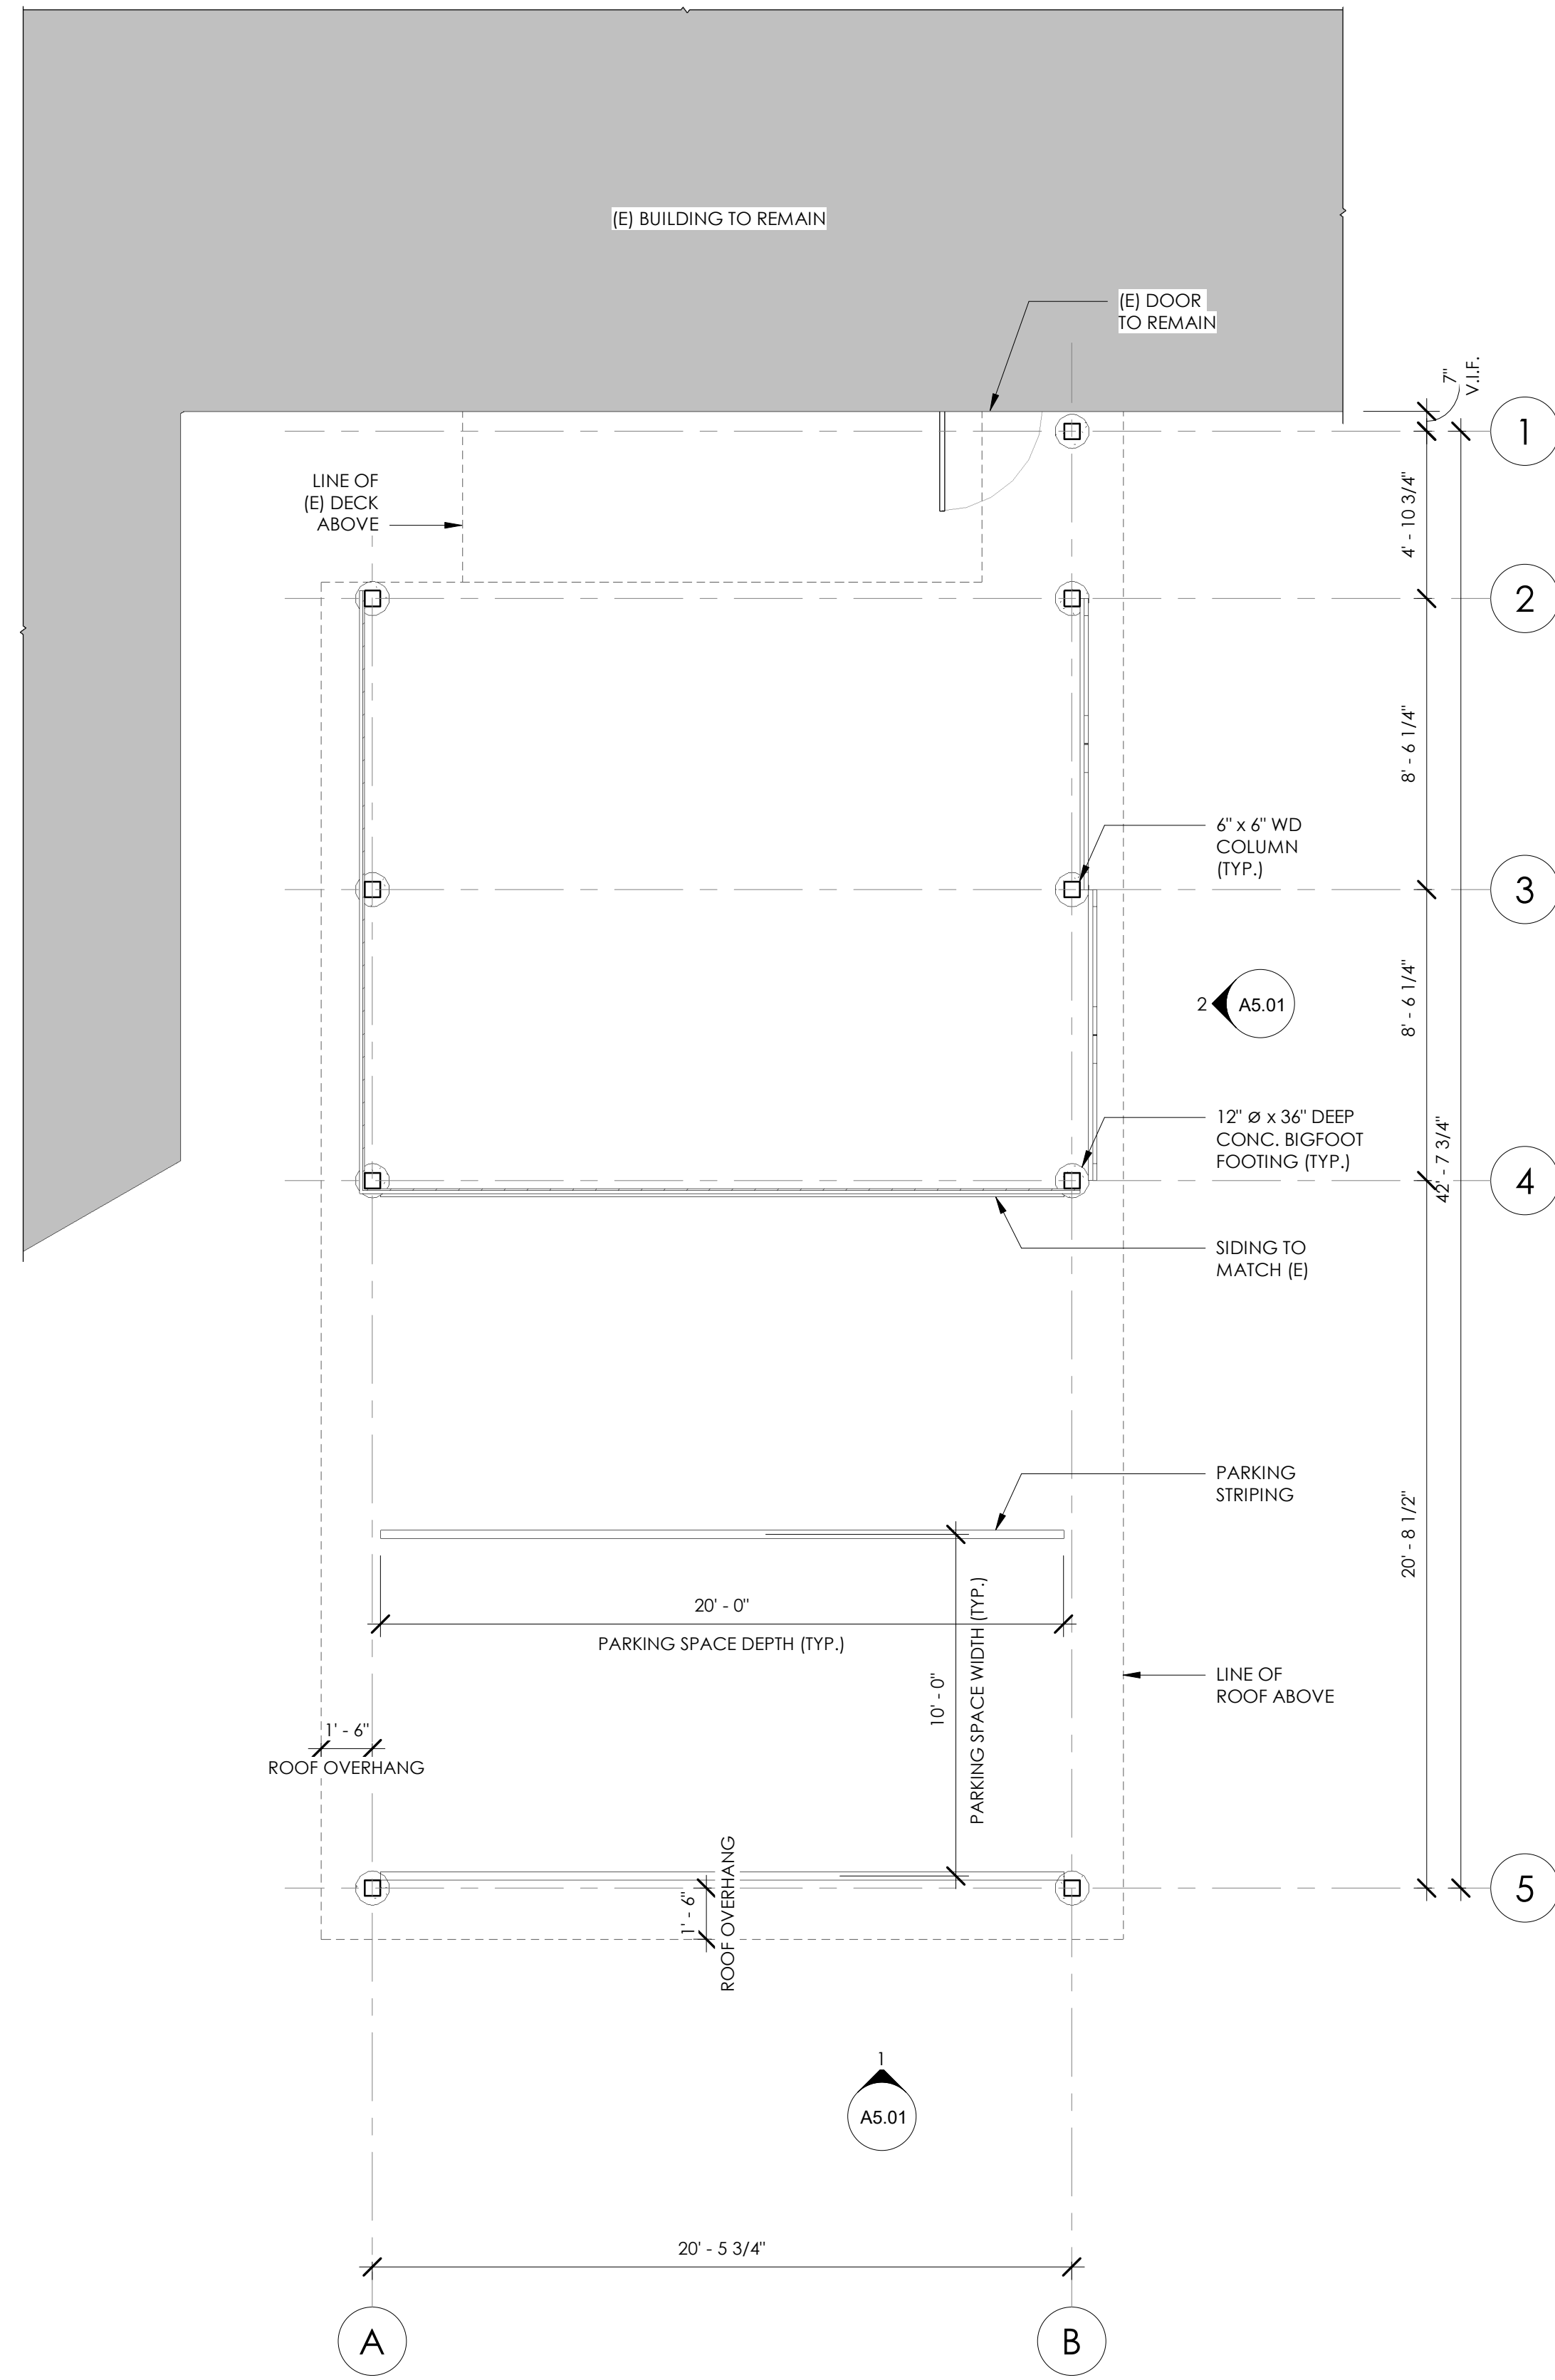 (E) BUILDING TO REMAIN
(E) DOOR
TO REMAIN
7"
V.I.F.
1
LINE OF
(E) DECK
ABOVE
4' - 10 3/4"
2
8' - 6 1/4"
6" x 6" WD
COLUMN
(TYP.)
3
2
A5.01
8' - 6 1/4"
12" ø x 36" DEEP
CONC. BIGFOOT
FOOTING (TYP.)
42' - 7 3/4"
4
SIDING TO
MATCH (E)
PARKING
STRIPING
20' - 8 1/2"
20' - 0"
PARKING SPACE DEPTH (TYP.)
10' - 0"
PARKING SPACE WIDTH (TYP.)
LINE OF
ROOF ABOVE
1' - 6"
ROOF OVERHANG
1' - 6"
ROOF OVERHANG
5
1
A5.01
20' - 5 3/4"
A
B